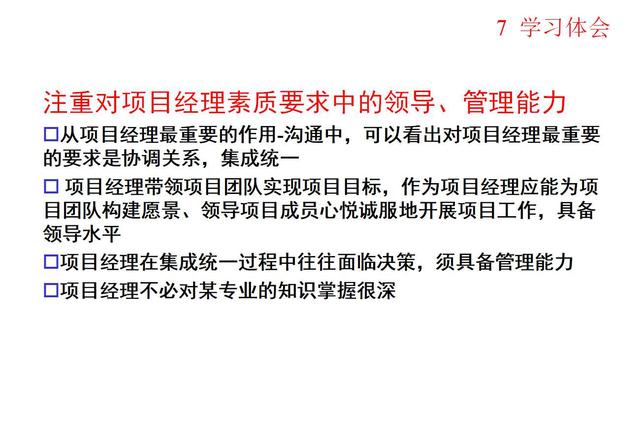 7 学习体会
注重对项目经理素质要求中的领导、管理能力
从项目经理最重要的作用-沟通中，可以看出对项目经理最重要
的要求是协调关系，集成统一
项目经理带领项目团队实现项目目标，作为项目经理应能为项
目团队构建愿景、领导项目成员心悦诚服地开展项目工作，具备
领导水平
项目经理在集成统一过程中往往面临决策，须具备管理能力
项目经理不必对某专业的知识掌握很深